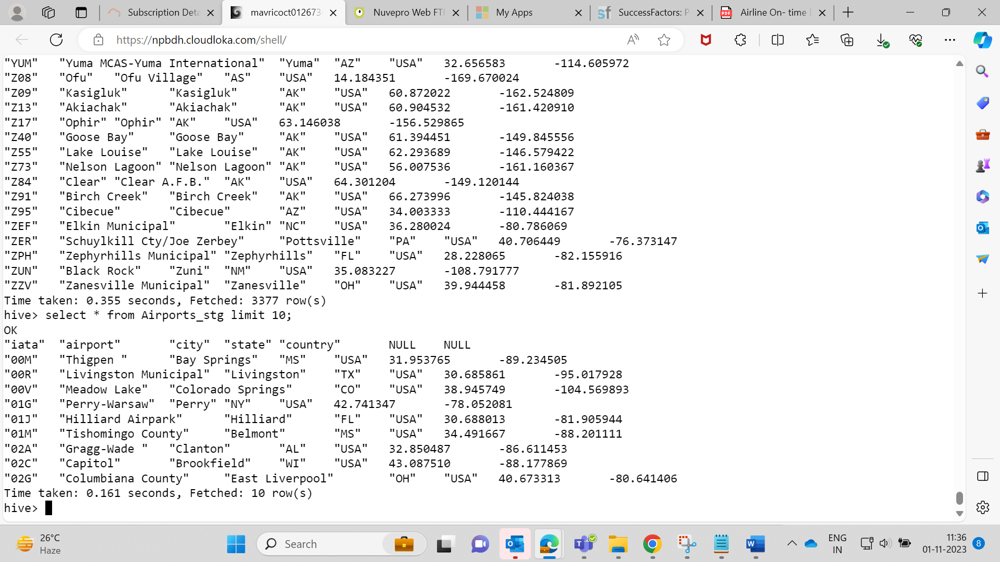 Subscription Deta
mavricoct012673
Nuvepro Web FTP
My Apps
SuccessFactors: P
Airline On- time
https://npbdh.cloudloka.com/shell/
"YUM" "Yuma MCAS-Yuma International" "Yuma" "AZ" "USA" 32.656583 -114.605972
"Z08" "Ofu" "Ofu Village" "AS" "USA" 14.184351 -169.670024
"Z09" "Kasigluk" "Kasigluk" "AK" "USA" 60.872022 -162.524809
"Z13" "Akiachak" "Akiachak" "AK" "USA" 60.904532 -161.420910
"Z17" "Ophir" "Ophir" "AK" "USA" 63.146038 -156.529865
"Z40" "Goose Bay" "Goose Bay" "AK" "USA" 61.394451 -149.845556
"Z55" "Lake Louise" "Lake Louise" "AK" "USA" 62.293689 -146.579422
"Z73" "Nelson Lagoon" "Nelson Lagoon" "AK" "USA" 56.007536 -161.160367
"Z84" "Clear" "Clear A.F.B." "AK" "USA" 64.301204 -149.120144
"Z91" "Birch Creek" "Birch Creek" "AK" "USA" 66.273996 -145.824038
"Z95" "Cibecue" "Cibecue" "AZ" "USA" 34.003333 -110.444167
"ZEF" "Elkin Municipal" "Elkin" "NC" "USA" 36.280024 -80.786069
"ZER" "Schuylkill Cty/Joe Zerbey" "Pottsville" "PA" "USA" 40.706449 -76.373147
"ZPH" "Zephyrhills Municipal" "Zephyrhills" "FL" "USA" 28.228065 -82.155916
"ZUN" "Black Rock" "Zuni" "NM" "USA" 35.083227 -108.791777
"ZZV" "Zanesville Municipal" "Zanesville" "OH" "USA" 39.944458 -81.892105
Time taken: 0.355 seconds, Fetched: 3377 row(s)
hive> select * from Airports_stg limit 10;
OK
"iata" "airport" "city" "state" "country" NULL NULL
"00M" "Thigpen " "Bay Springs" "MS" "USA" 31.953765 -89.234505
"00R" "Livingston Municipal" "Livingston" "TX" "USA" 30.685861 -95.017928
"00V" "Meadow Lake" "Colorado Springs" "CO" "USA" 38.945749 -104.569893
"01G" "Perry-Warsaw" "Perry" "NY" "USA" 42.741347 -78.052081
"01J" "Hilliard Airpark" "Hilliard" "FL" "USA" 30.688013 -81.905944
"01M" "Tishomingo County" "Belmont" "MS" "USA" 34.491667 -88.201111
"02A" "Gragg-Wade " "Clanton" "AL" "USA" 32.850487 -86.611453
"02C" "Capitol" "Brookfield" "WI" "USA" 43.087510 -88.177869
"02G" "Columbiana County" "East Liverpool" "OH" "USA" 40.673313 -80.641406
Time taken: 0.161 seconds, Fetched: 10 row(s)
hive>
26°C
Haze
Search
ENG
IN
11:36
01-11-2023
8